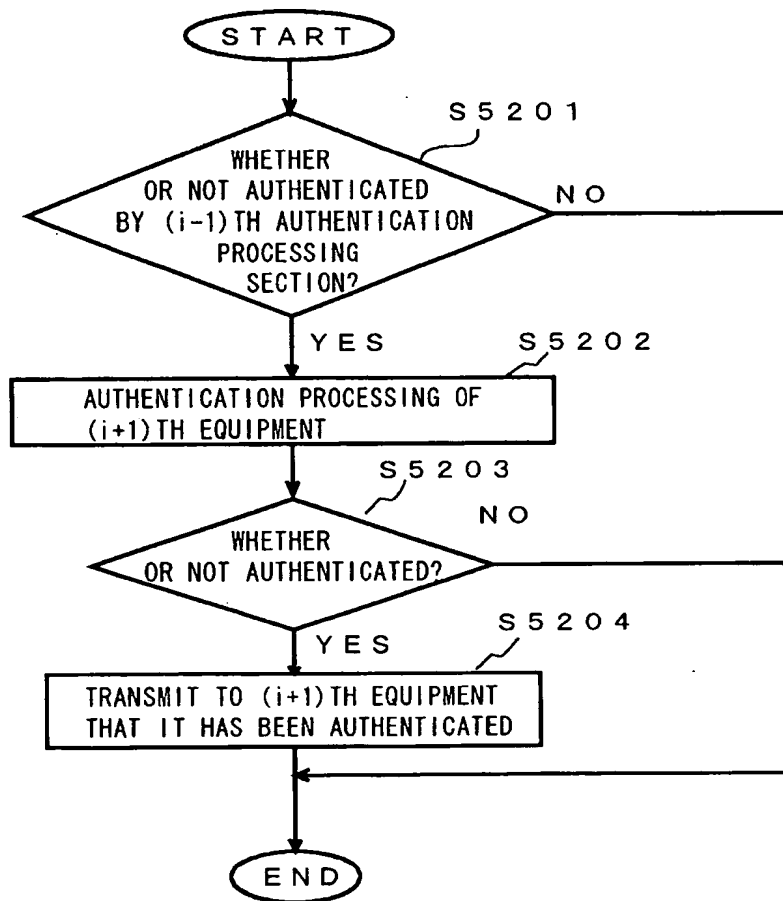 START
S5201
WHETHER
OR NOT AUTHENTICATED
BY (i-1)TH AUTHENTICATION
PROCESSING
SECTION?
NO
YES
S5202
AUTHENTICATION PROCESSING OF
(i+1)TH EQUIPMENT
S5203
NO
WHETHER
OR NOT AUTHENTICATED?
YES
S5204
TRANSMIT TO (i+1)TH EQUIPMENT
THAT IT HAS BEEN AUTHENTICATED
END